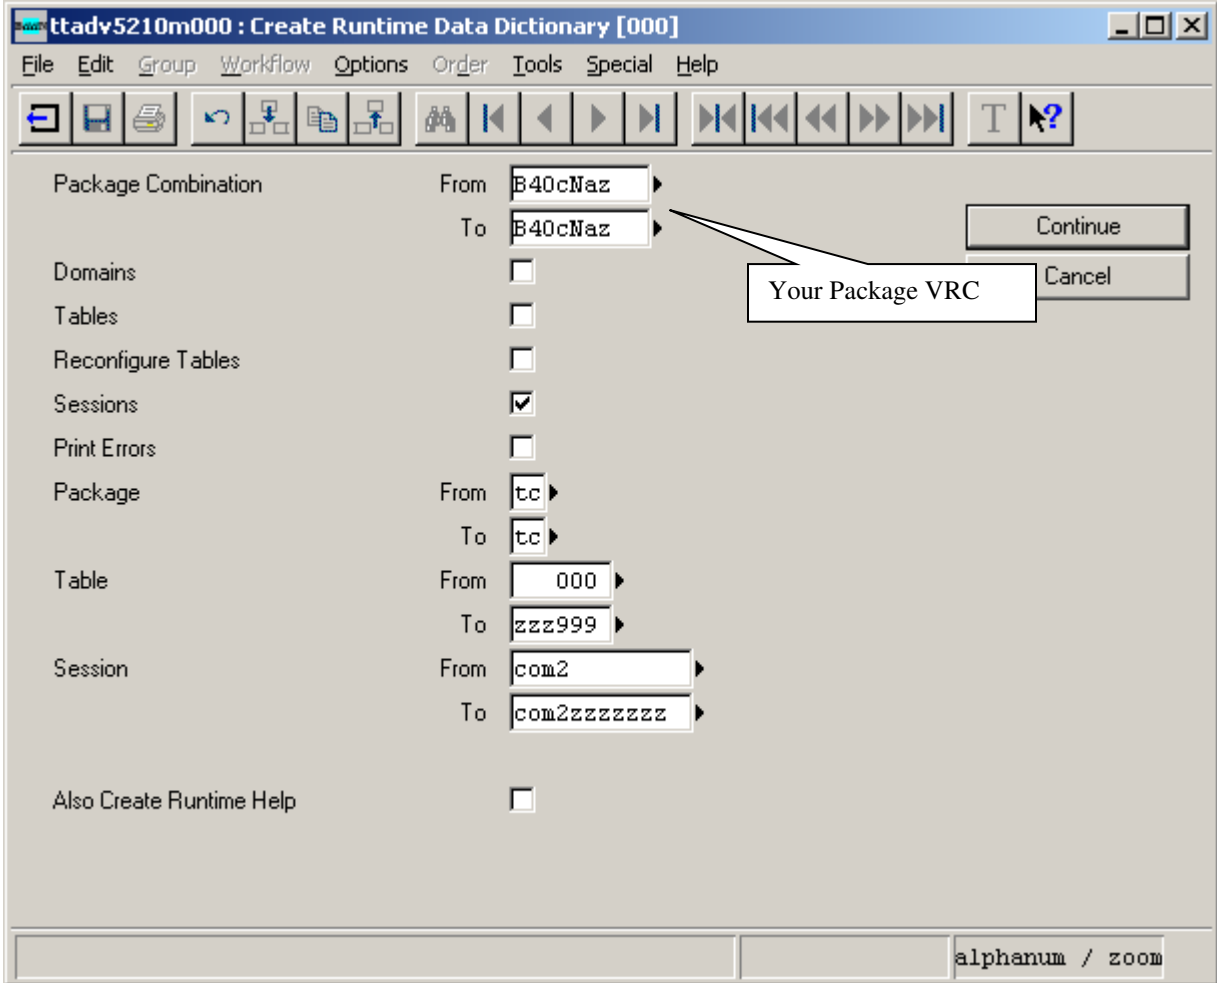 ttadv5210m000 : Create Runtime Data Dictionary [000]
File Edit Group Workflow Options Order Tools Special Help
T ?
Package Combination From B40cNaz
To B40cNaz
Continue
Domains
Your Package VRC
Cancel
Tables
Reconfigure Tables
Sessions
Print Errors
Package From tc
To tc
Table From 000
To zzz999
Session From com2
To com2zzzzzzz
Also Create Runtime Help
alphanum / zoom